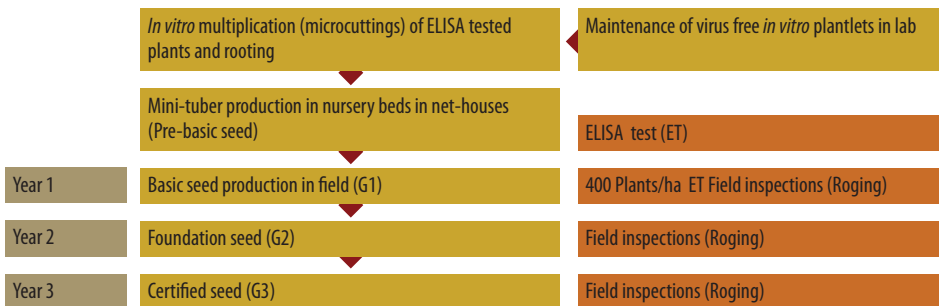 In vitro multiplication (microcuttings) of ELISA tested
plants and rooting
Maintenance of virus free in vitro plantlets in lab
Mini-tuber production in nursery beds in net-houses
(Pre-basic seed)
ELISA test (ET)
Year 1
Basic seed production in field (G1)
400 Plants/ha ET Field inspections (Roging)
Year 2
Foundation seed (G2)
Field inspections (Roging)
Year 3
Certified seed (G3)
Field inspections (Roging)